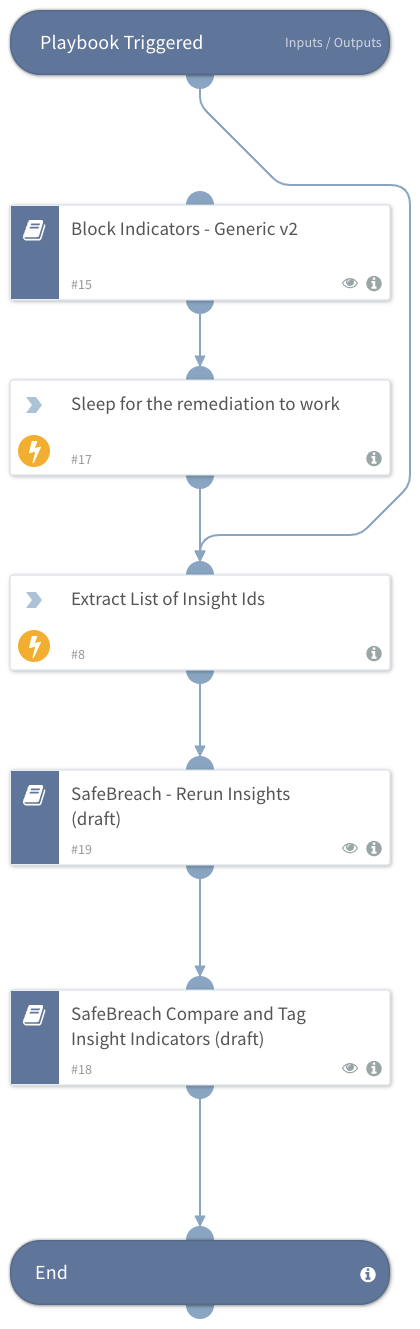 Playbook Triggered
Inputs / Outputs
Block Indicators - Generic v2
#15
Sleep for the remediation to work
#17
Extract List of Insight Ids
#8
SafeBreach - Rerun Insights
(draft)
#19
SafeBreach Compare and Tag
Insight Indicators (draft)
#18
End